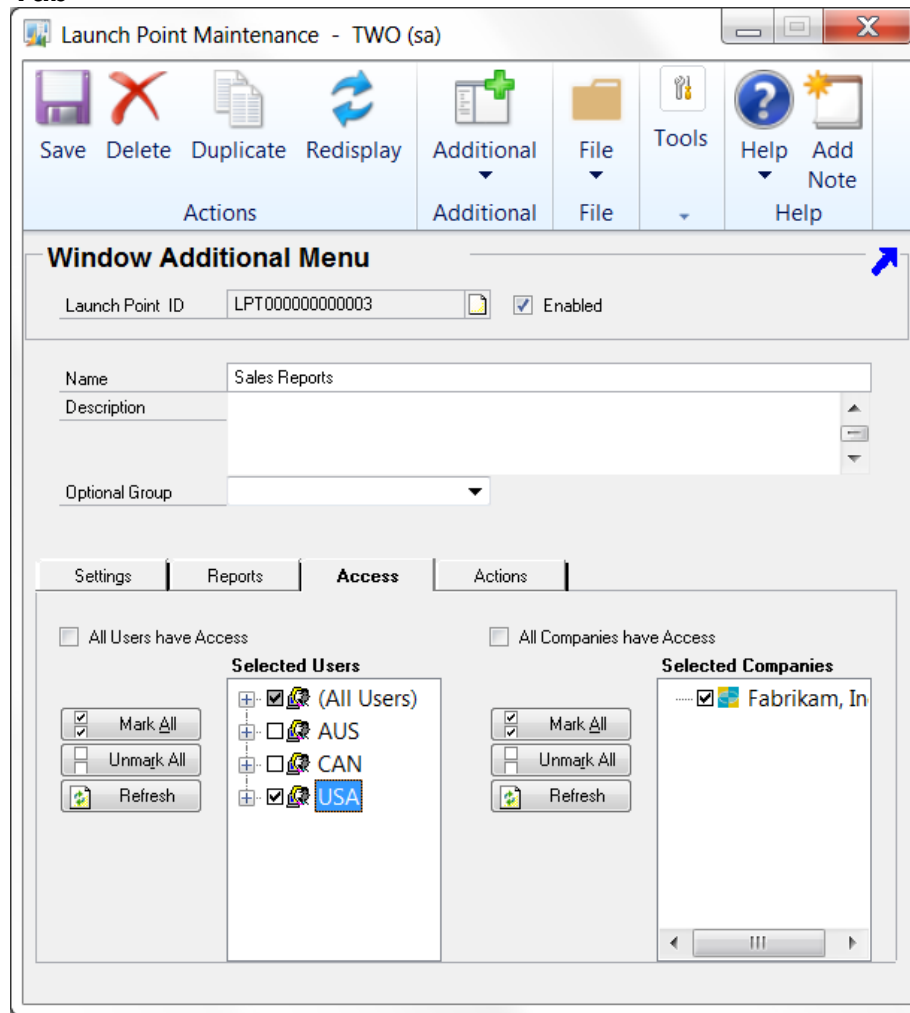 Launch Point Maintenance - TWO (sa)
Save Delete Duplicate Redisplay Additional File Tools Help Add Note
Actions Additional File Help
Window Additional Menu
Launch Point ID LPT000000000003 Enabled
Name Sales Reports
Description
Optional Group
Settings Reports Access Actions
All Users have Access All Companies have Access
Selected Users Selected Companies
(All Users) Fabrikam, In
Mark All AUS Mark All
Unmark All CAN Unmark All
Refresh USA Refresh